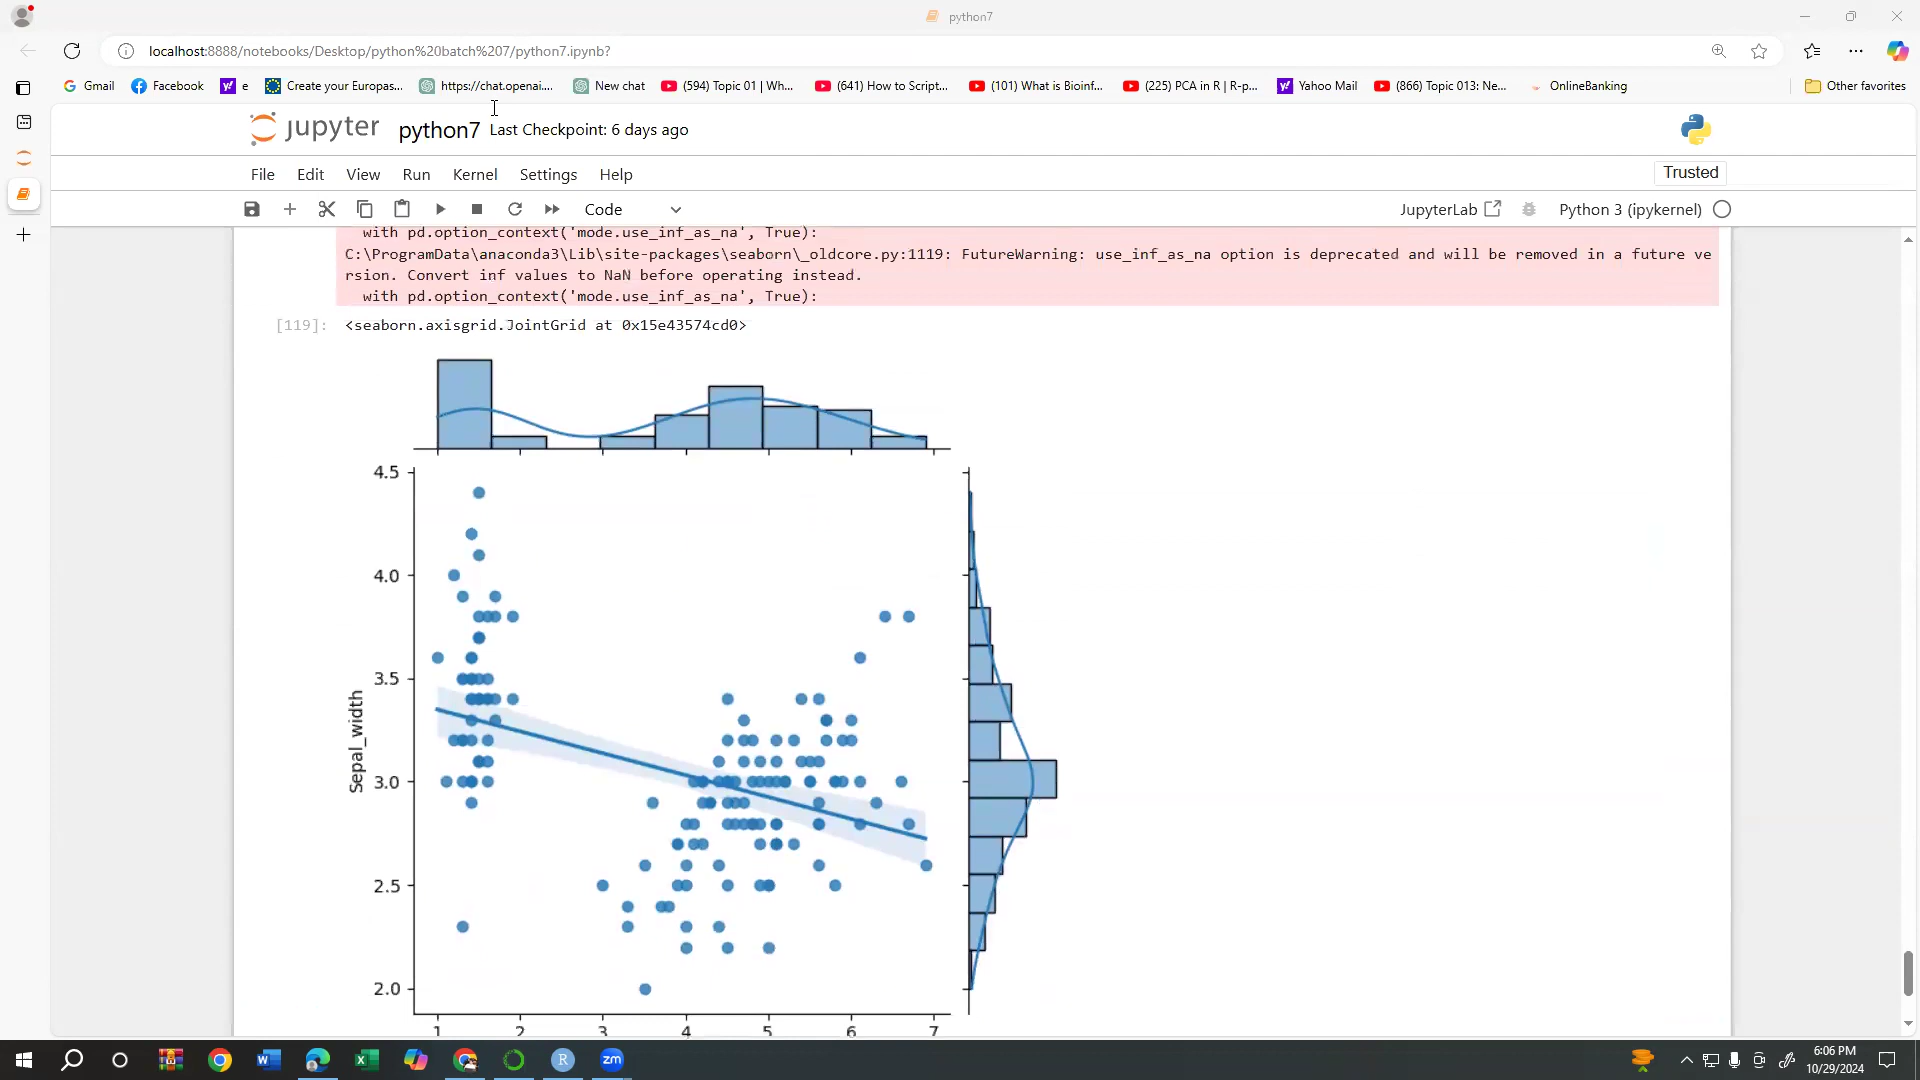 python7
localhost:8888/notebooks/Desktop/python%20batch%207/python7.ipynb?
Gmail
Facebook
e
Create your Europas...
https://chat.openai....
New chat
(594) Topic 01 | Wh...
(641) How to Script...
(101) What is Bioinf...
(225) PCA in R | R-p...
Yahoo Mail
(866) Topic 013: Ne...
OnlineBanking
Other favorites
jupyter python7 Last Checkpoint: 6 days ago
File Edit View Run Kernel Settings Help
Trusted
Code
JupyterLab
Python 3 (ipykernel)
with pd.option_context('mode.use_inf_as_na', True):
C:\ProgramData\anaconda3\Lib\site-packages\seaborn\_oldcore.py:1119: FutureWarning: use_inf_as_na option is deprecated and will be removed in a future ve
rsion. Convert inf values to NaN before operating instead.
with pd.option_context('mode.use_inf_as_na', True):
[119]: <seaborn.axisgrid.JointGrid at 0x15e43574cd0>
4.5
4.0
3.5
Sepal_width
3.0
2.5
2.0
1 2 3 4 5 6 7
6:06 PM
10/29/2024